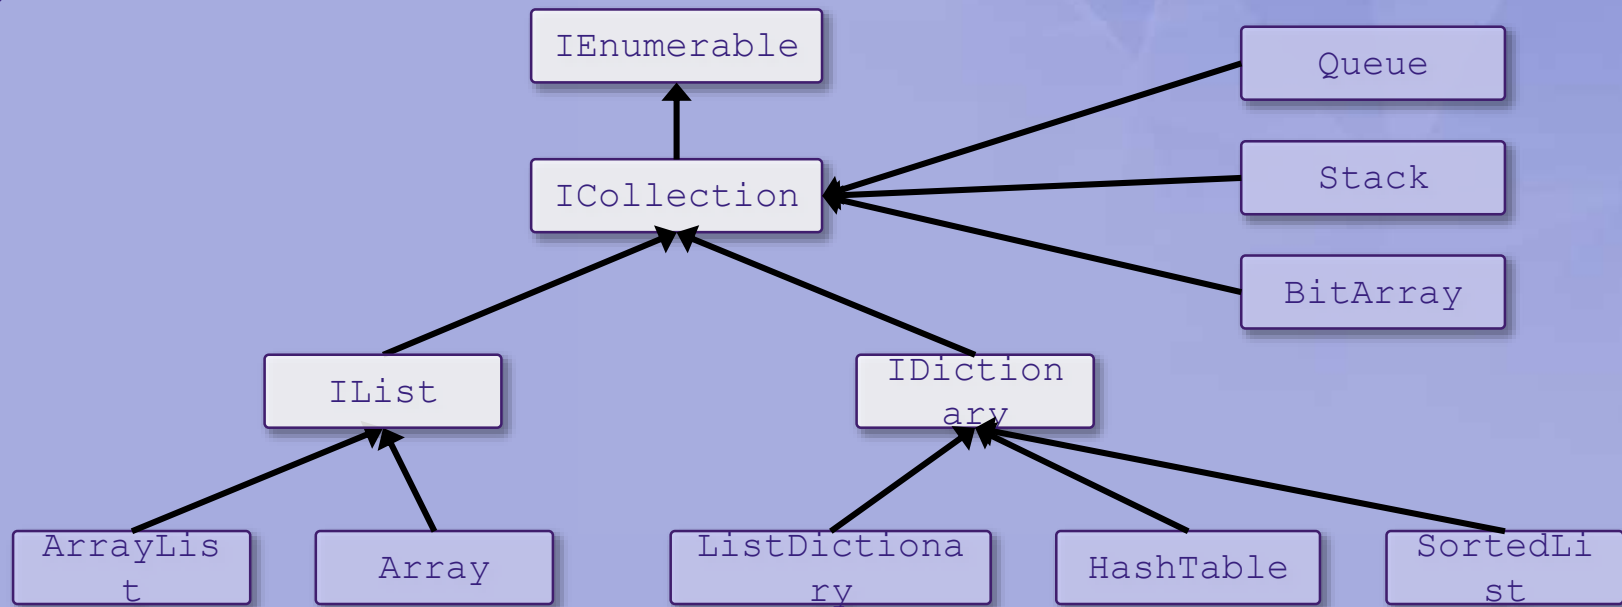 IEnumerable
Queue
ICollection
Stack
BitArray
IList
IDiction
ary
ArrayLis
t
Array
ListDictiona
ry
HashTable
SortedLi
st